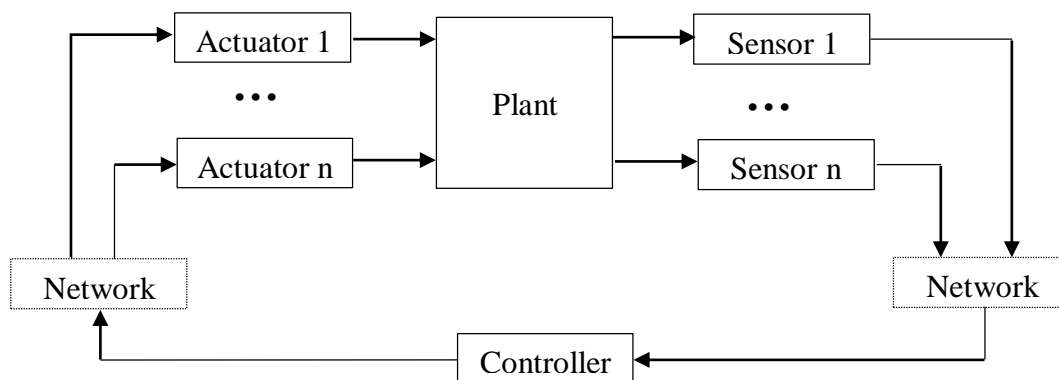 Actuator 1
Plant
Sensor 1
...
...
Actuator n
Sensor n
Network
Network
Controller